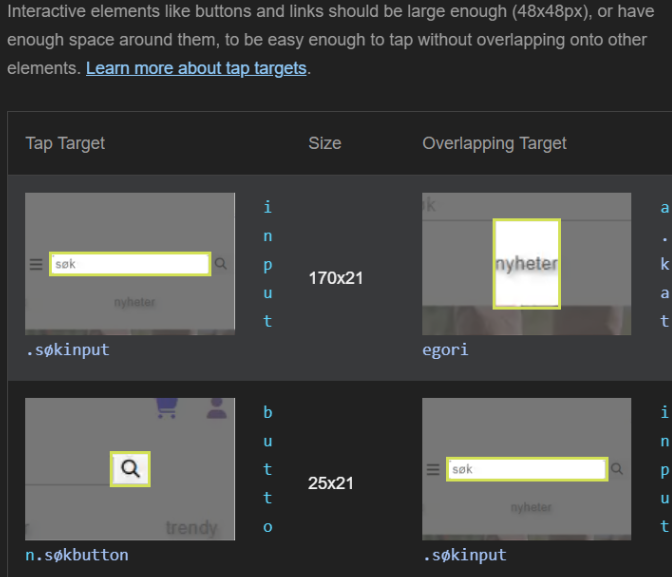 Interactive elements like buttons and links should be large enough (48x48px), or have
enough space around them, to be easy enough to tap without overlapping onto other
elements. Learn more about tap targets.
Tap Target Size Overlapping Target
søk
nyheter
input
.søkinput
170x21
øk
nyheter
a.kat
egori
trendy
butto
n.søkbutton
25x21
søk
nyheter
input
.søkinput